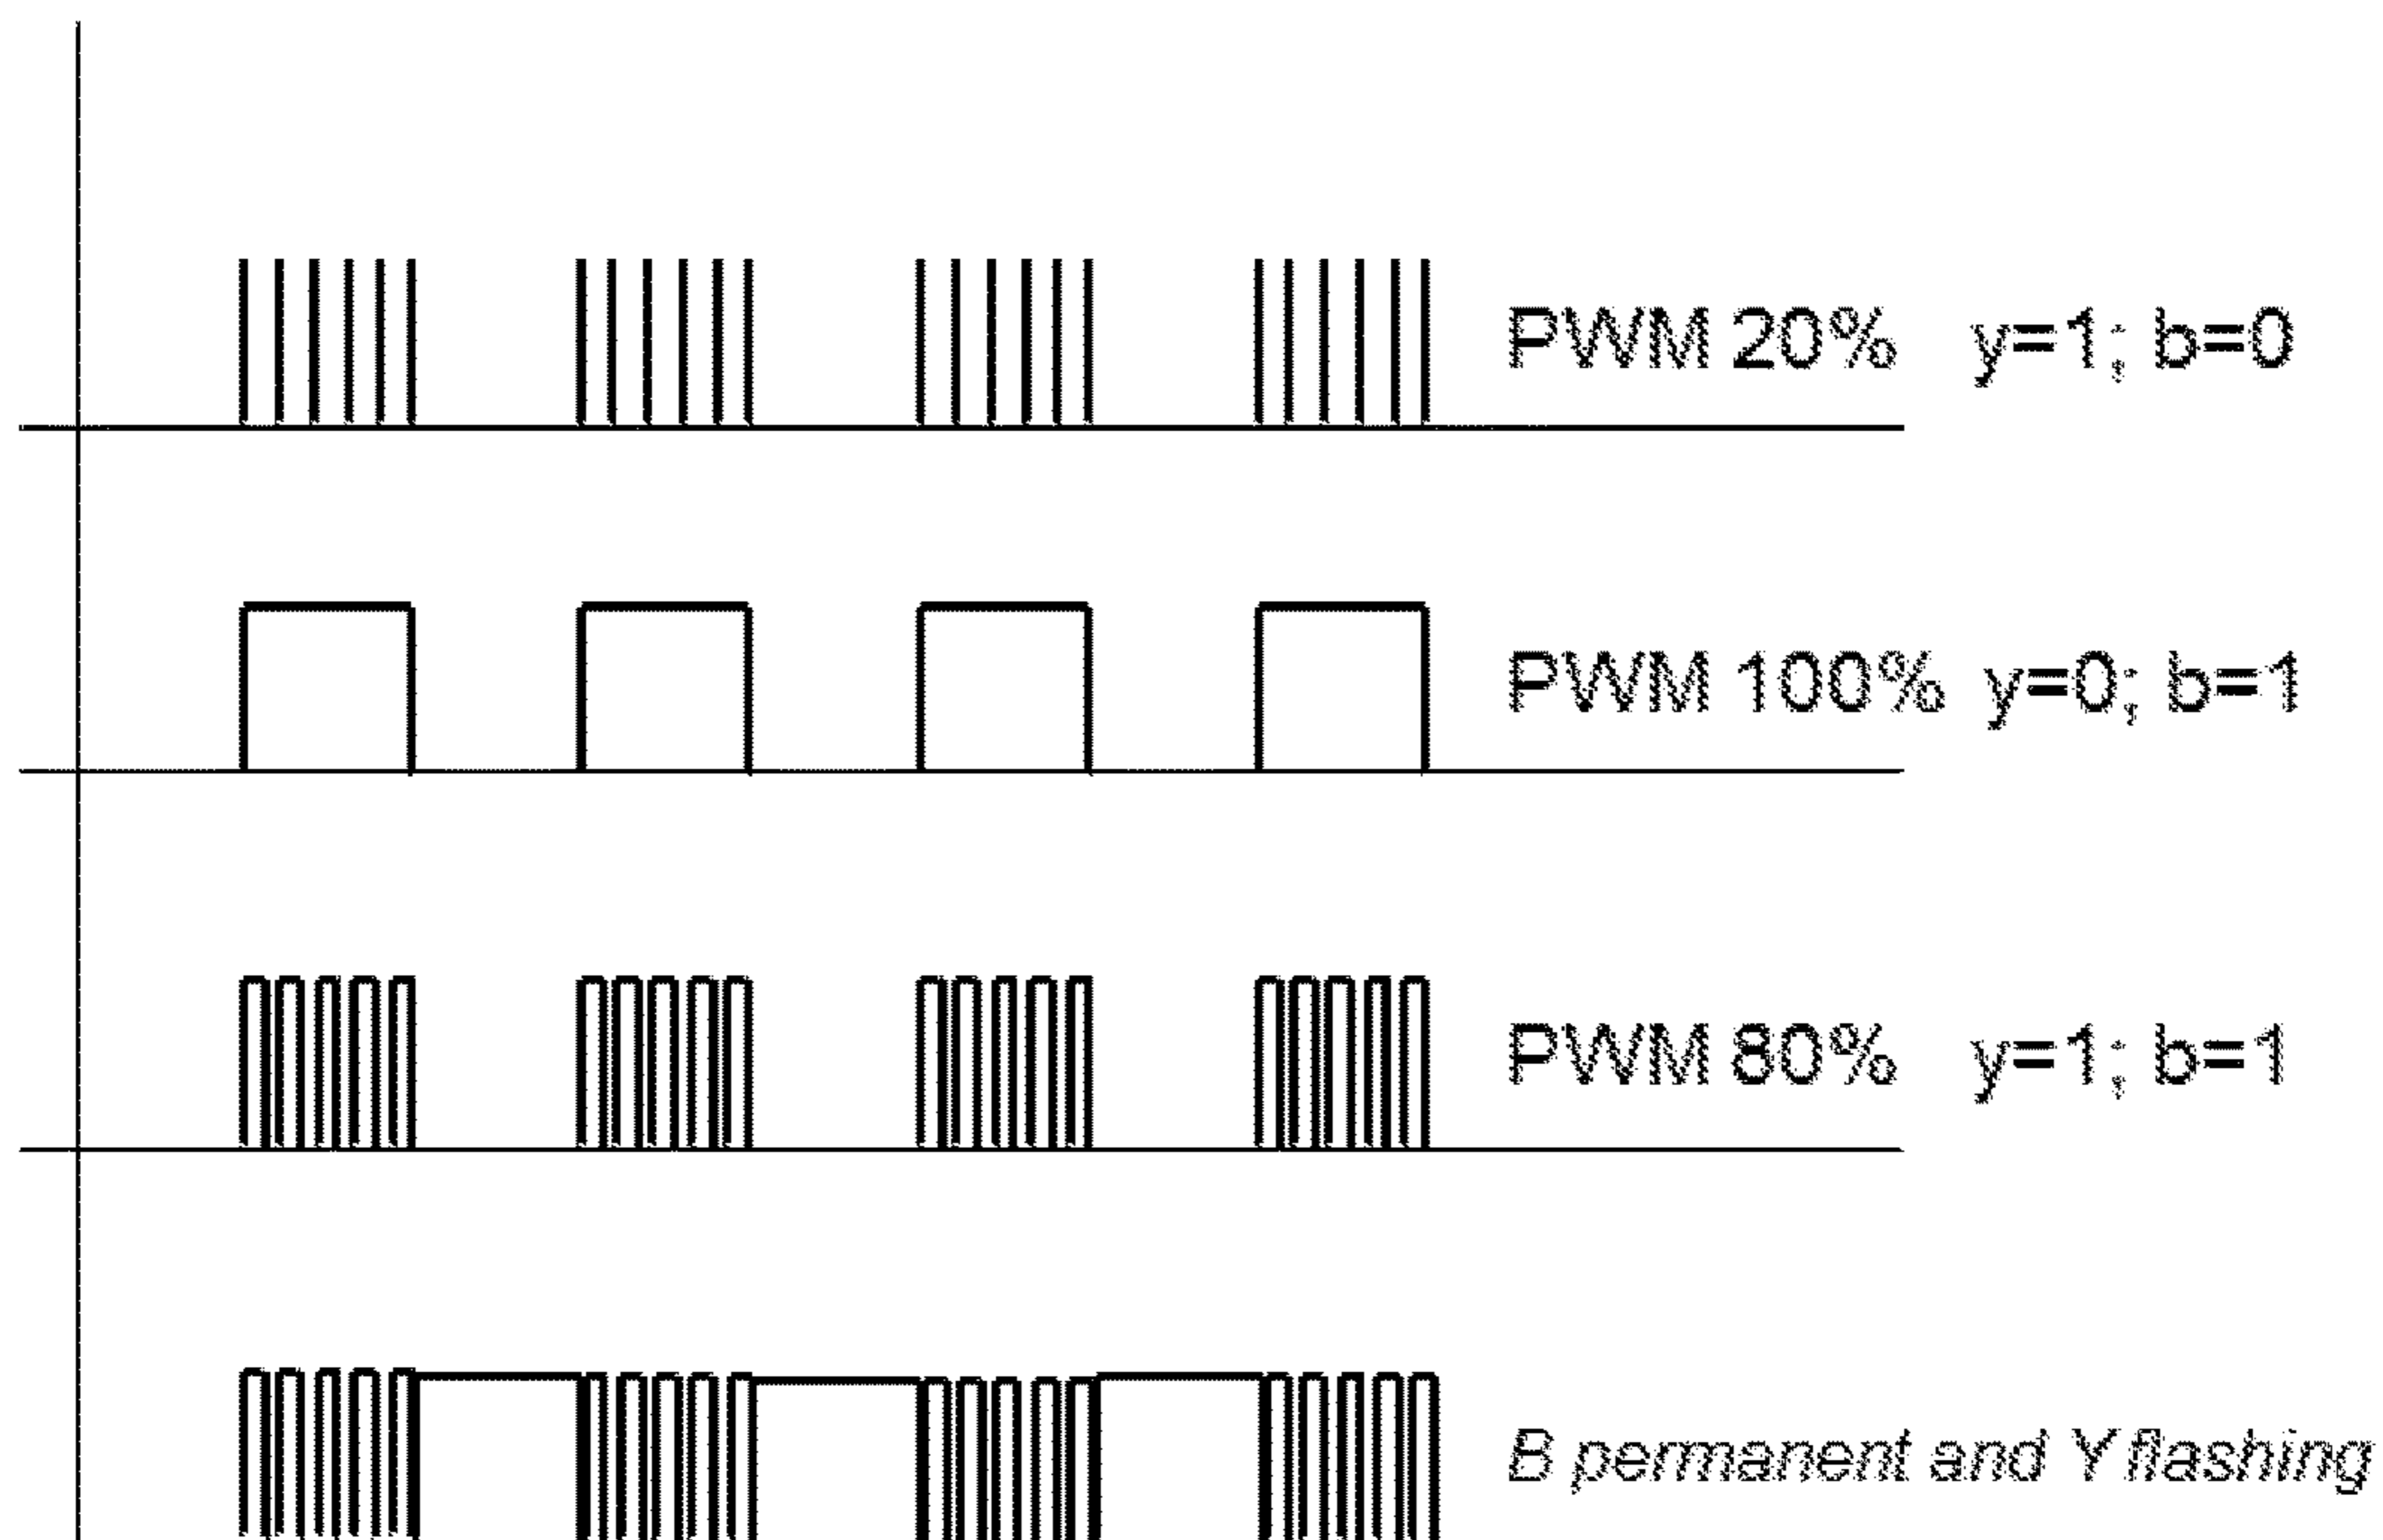 PWM 20% y=1; b=0
PWM 100% y=0; b=1
PWM 80% y=1; b=1
B permanent and Y flashing